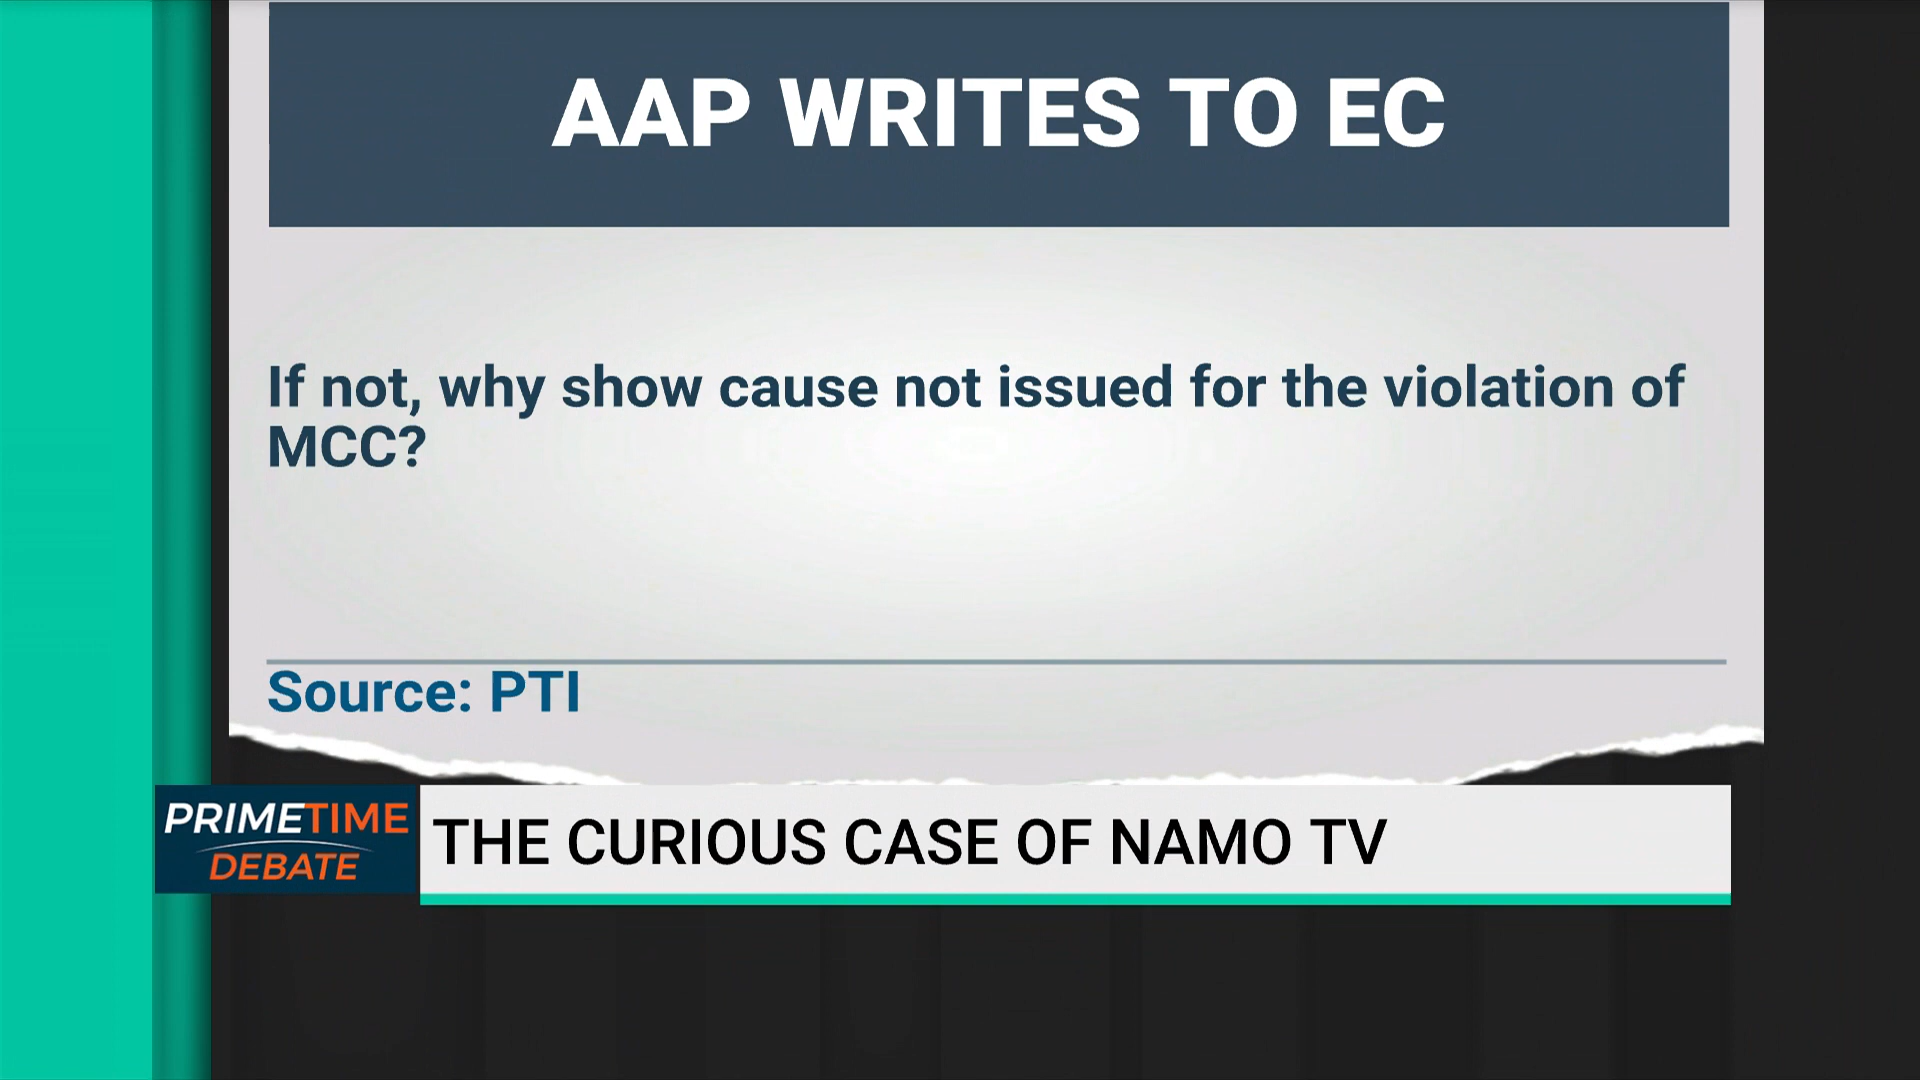 AAP WRITES TO EC
If not, why show cause not issued for the violation of
MCC?
Source: PTI
PRIMETIME
DEBATE
THE CURIOUS CASE OF NAMO TV